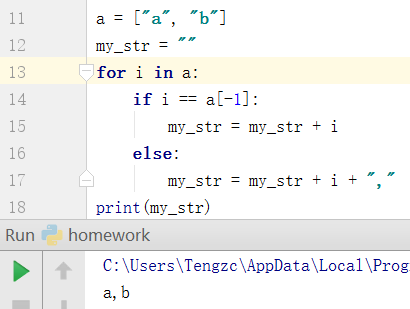 11 a = ["a", "b"]
12 my_str = ""
13 for i in a:
14     if i == a[-1]:
15         my_str = my_str + i
16     else:
17         my_str = my_str + i + ","
18 print(my_str)
Run homework
C:\Users\Tengzc\AppData\Local\Prog
a,b